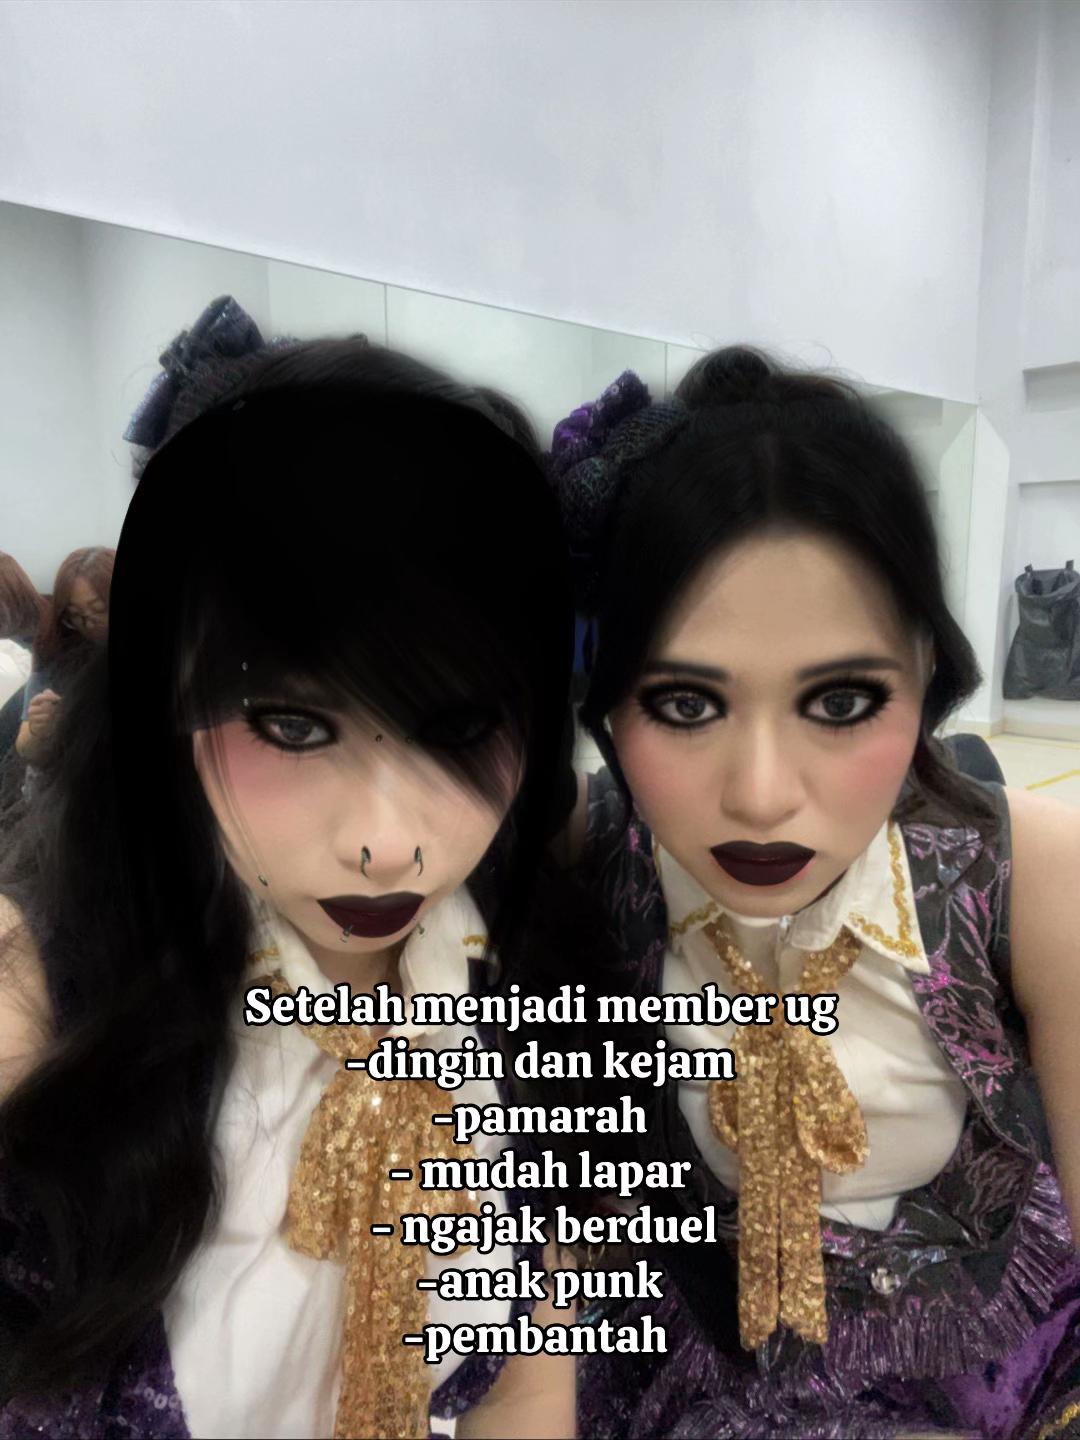 Setelah menjadi member ug
-dingin dan kejam
-pamarah
- mudah lapar
- ngajak berduel
-anak punk
-pembantah